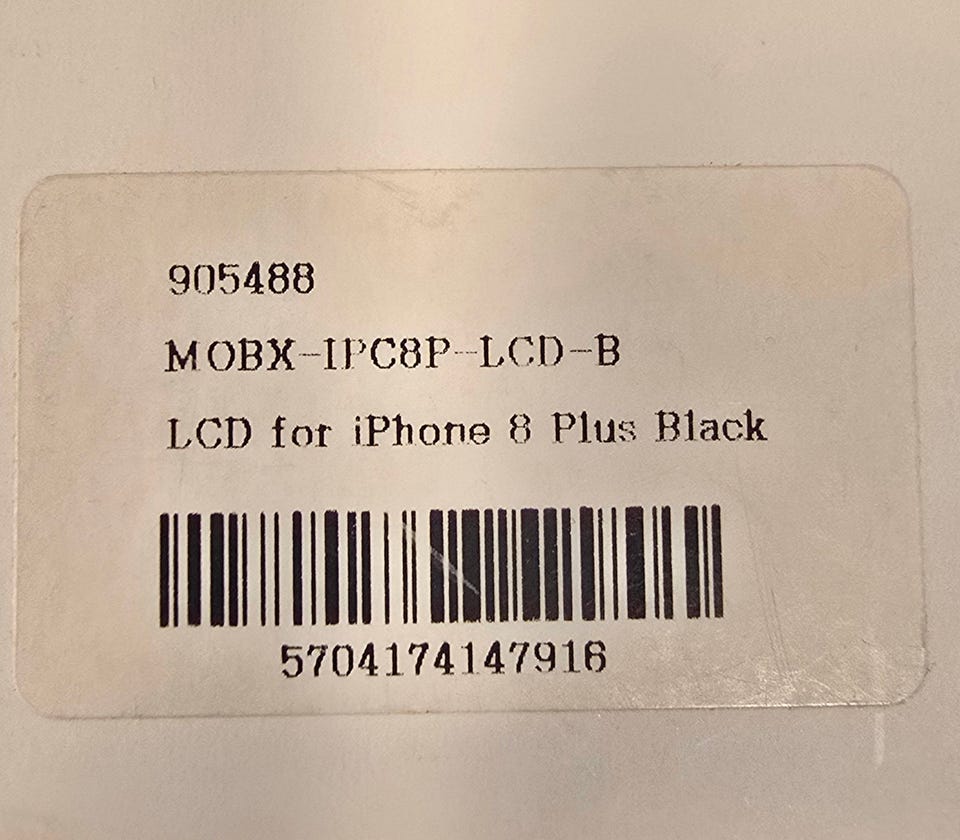 905488
MOBX-IPC8P-LCD-B
LCD for iPhone 8 Plus Black
5704174147916